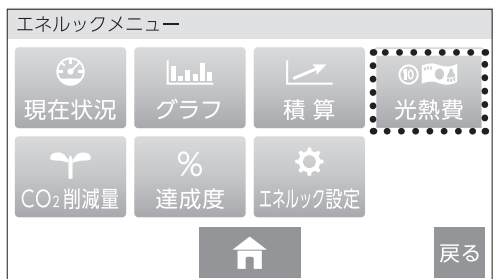 エネルックメニュー
現在状況 グラフ 積算 光熱費
CO2削減量 % 達成度 エネルック設定
戻る